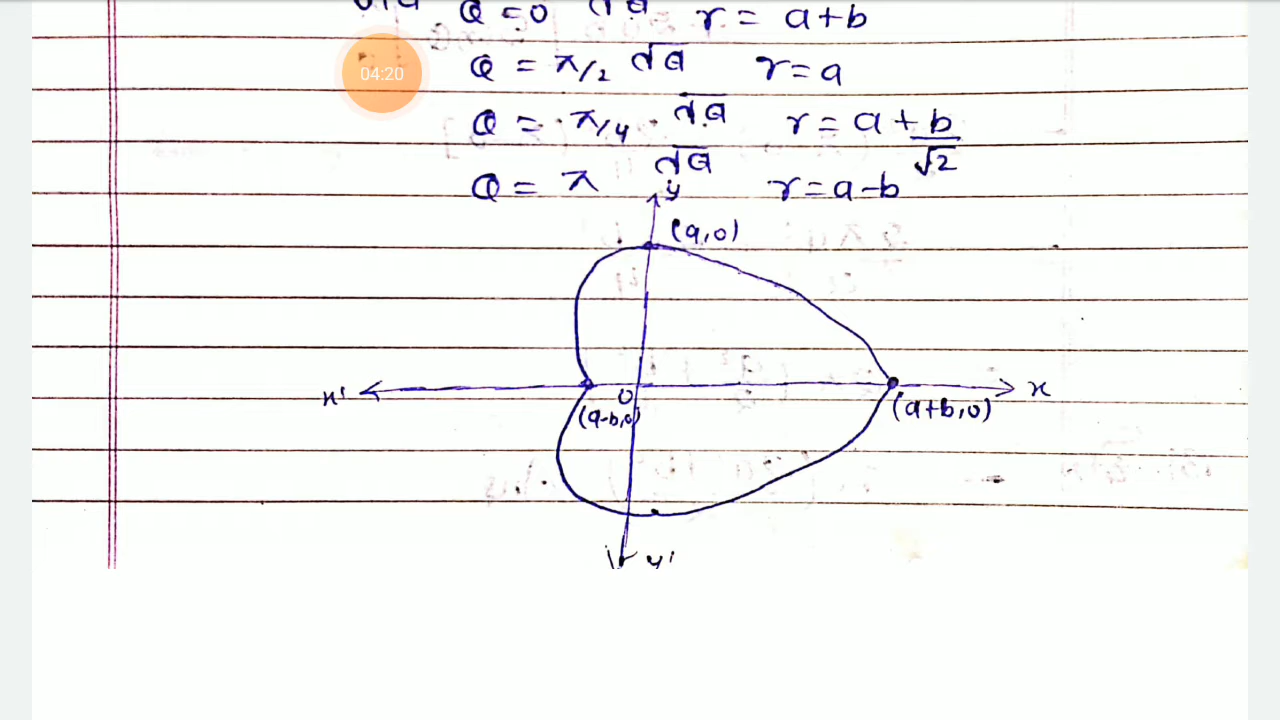 Q = 0 तब r = a+b
04:20
Q = π/2 तब r = a
Q = π/4 तब r = a + b/√2
Q = π तब r = a-b
y
(a,0)
x' O x
(a-b,0) (a+b,0)
y'